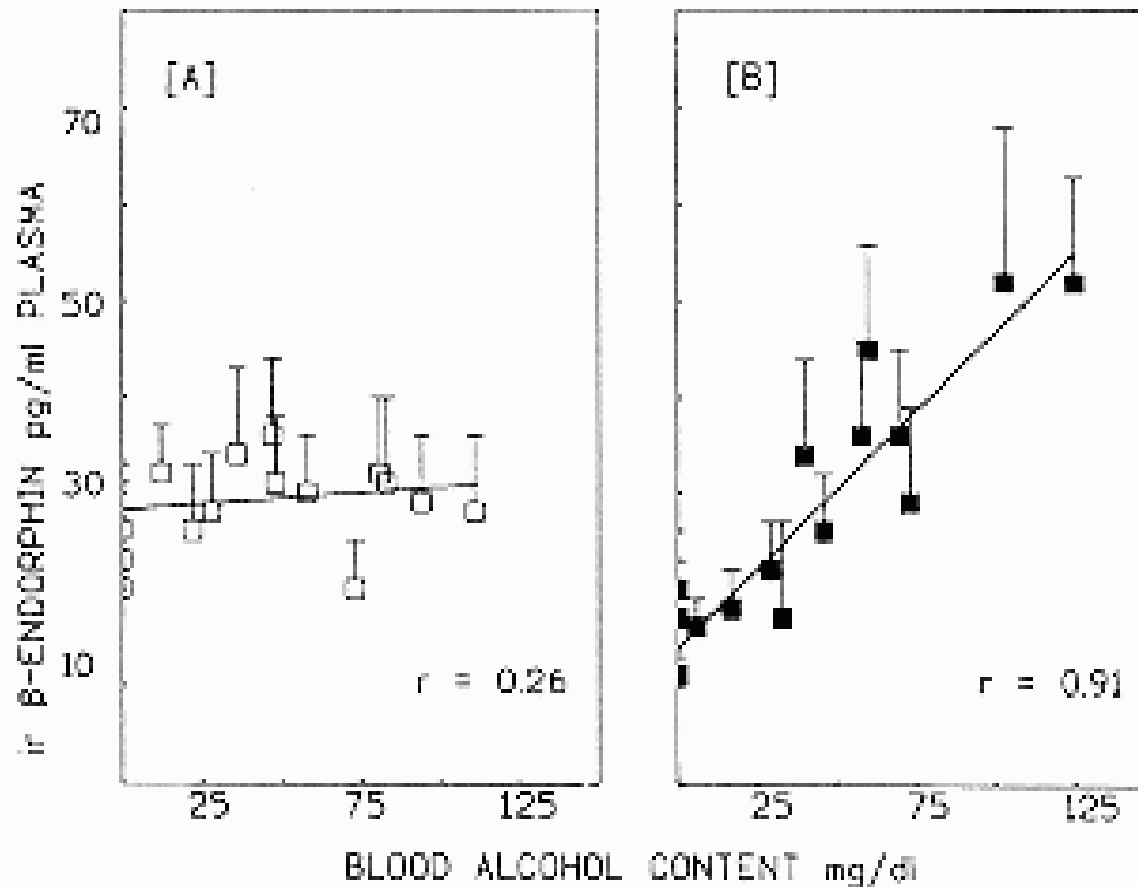 [A] [B]
70
50
30
10
ir β-ENDORPHIN pg/ml PLASMA
r = 0.26 r = 0.91
25 75 125 25 75 125
BLOOD ALCOHOL CONTENT mg/dl